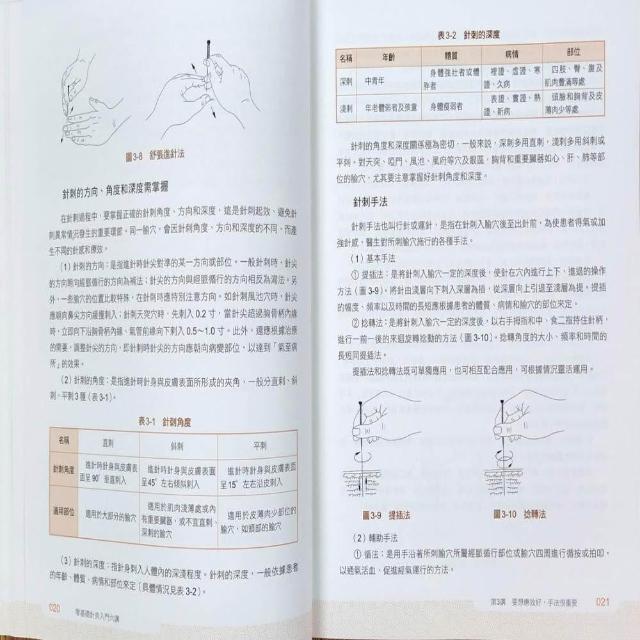 圖3-8 舒張進針法
針刺的方向、角度和深度需掌握
在針刺過程中，要掌握正確的針刺角度、方向和深度，這是針刺起效、避免針
刺異常情況發生的重要環節。同一腧穴，會因針刺角度、方向和深度的不同，而產
生不同的針感和療效。
（1）針刺的方向：是指進針時針尖對準的某一方向或部位。一般針刺時，針尖
的方向順向經脈循行的方向為補法；針尖的方向與經脈循行的方向相反為瀉法。另
外，一些腧穴的位置比較特殊，在針刺時應特別注意方向。如針刺風池穴時，針尖
應朝向鼻尖方向緩慢刺入；針刺天突穴時，先刺入0.2寸，當針尖超過胸骨柄內緣
時，立即向下沿胸骨柄內緣、氣管前緣向下刺入0.5~1.0寸。此外，還應根據治療
的需要，調整針尖的方向，即針刺時針尖的方向應朝向病變部位，以達到「氣至病
所」的效果。
（2）針刺的角度：是指進針時針身與皮膚表面所形成的夾角，一般分直刺、斜
刺、平刺3種（表3-1）。
表3-1 針刺角度
名稱 直刺 斜刺 平刺
針刺角度 進針時針身與皮膚表面呈90°垂直刺入 進針時針身與皮膚表面呈45°左右傾斜刺入 進針時針身與皮膚表面呈15°左右沿皮刺入
適用部位 適用於大部分的腧穴 適用於肌肉淺薄處或內有重要臟器，或不宜直刺、深刺的腧穴 適用於皮薄肉少部位的腧穴，如頭部的腧穴
（3）針刺的深度：指針身刺入人體內的深淺程度。針刺的深度，一般依據患者
的年齡、體質、病情和部位來定（具體情況見表3-2）。
020 零基礎針灸入門六講
表3-2 針刺的深度
名稱 年齡 體質 病情 部位
深刺 中青年 身體強壯者或體胖者 裡證、虛證、寒證、久病 四肢、臀、腹及肌肉豐滿等處
淺刺 年老體弱者及孩童 身體瘦弱者 表證、實證、熱證、新病 頭臉和胸背及皮薄肉少等處
針刺的角度和深度關係極為密切，一般來說，深刺多用直刺，淺刺多用斜刺或
平刺。對天突、啞門、風池、風府等穴及眼區，胸背和重要臟器如心、肝、肺等部
位的腧穴，尤其要注意掌握好針刺角度和深度。
針刺手法
針刺手法也叫行針或運針，是指在針刺入腧穴後至出針前，為使患者得氣或加
強針感，醫生對所刺腧穴施行的各種手法。
（1）基本手法
① 提插法：是將針刺入腧穴一定的深度後，使針在穴內進行上下、進退的操作
方法（圖3-9）。將針由淺層向下刺入深層為插，從深層向上引退至淺層為提。提插
的幅度、頻率以及時間的長短應根據患者的體質、病情和腧穴的部位來定。
② 捻轉法：是將針刺入腧穴一定的深度後，以右手拇指和中、食二指持住針柄，
進行一前一後的來迴旋轉捻動的方法（圖3-10）。捻轉角度的大小、頻率和時間的
長短同提插法。
提插法和捻轉法既可單獨應用，也可相互配合應用，可根據情況靈活運用。
圖3-9 提插法
圖3-10 捻轉法
（2）輔助手法
① 循法：是用手沿著所刺腧穴所屬經脈循行部位或腧穴四周進行循按或拍叩，
以通氣活血、促進經氣運行的方法。
第3講 要想療效好，手法很重要 021